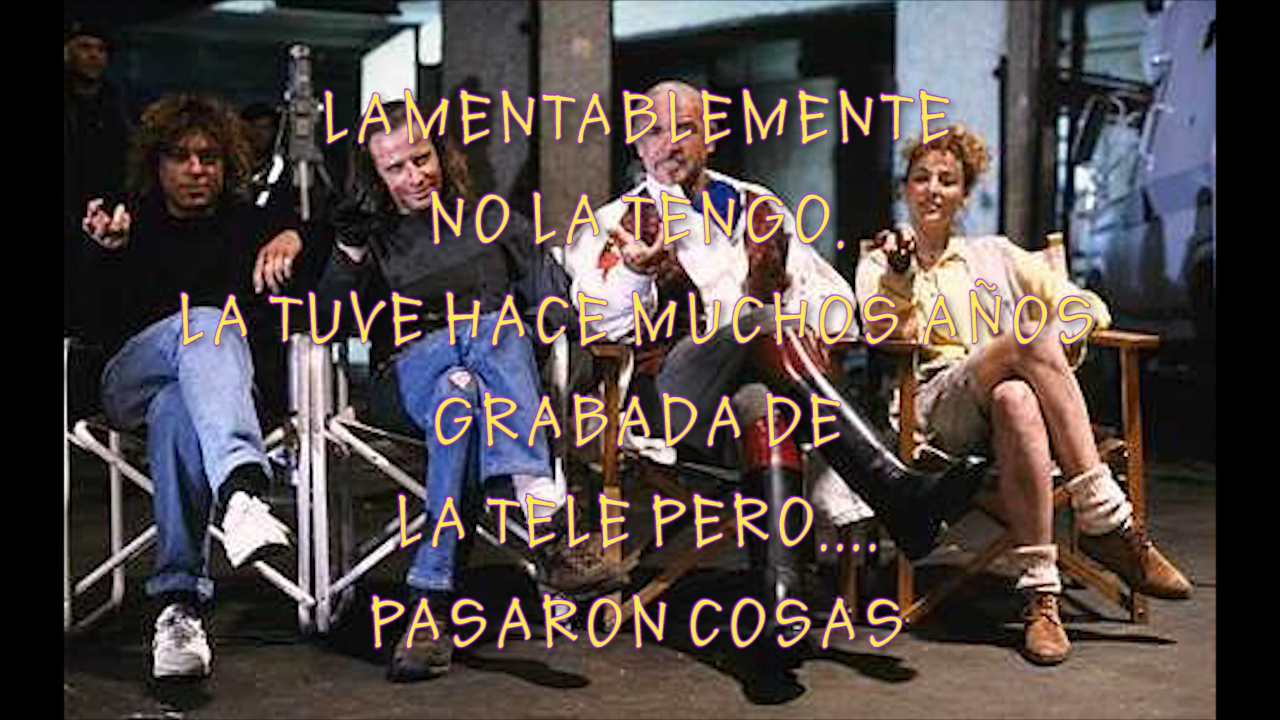 LAMENTABLEMENTE
NO LA TENGO.
LA TUVE HACE MUCHOS AÑOS
GRABADA DE
LA TELE PERO....
PASARON COSAS